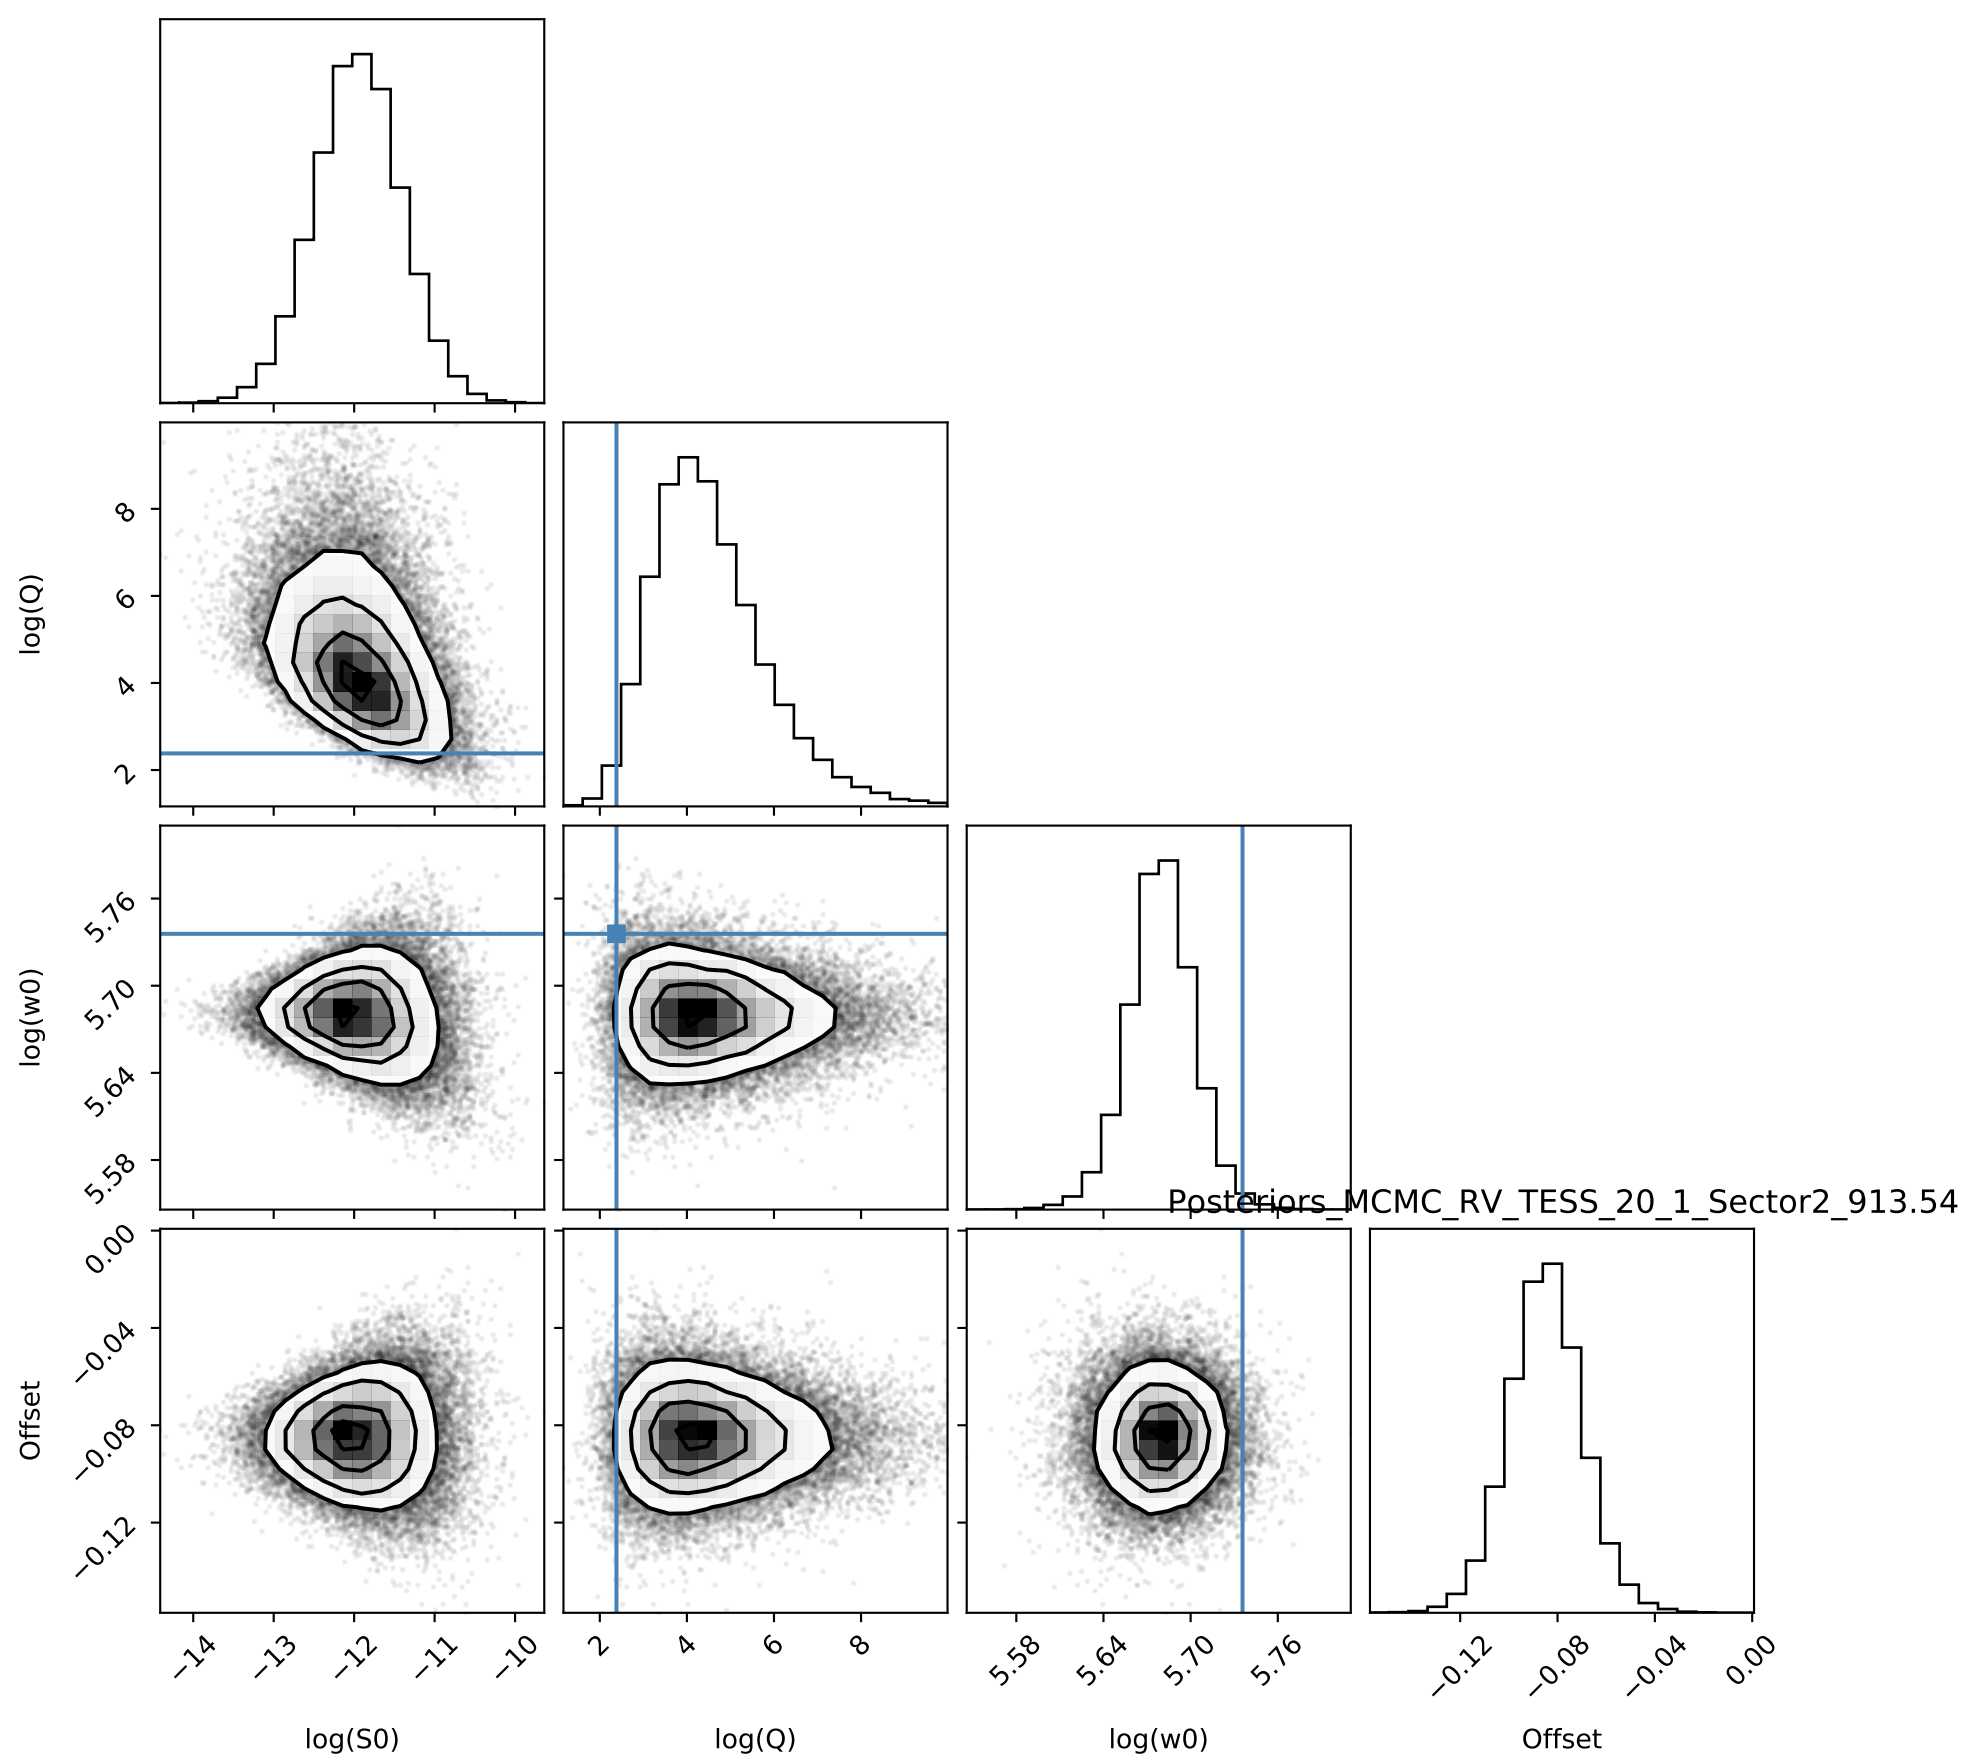 8
6
4
2
log(Q)
5.76
5.70
5.64
5.58
log(w0)
Posteriors_MCMC_RV_TESS_20_1_Sector2_913.54
0.00
−0.04
−0.08
−0.12
Offset
−14 −13 −12 −11 −10 2 4 6 8 5.58 5.64 5.70 5.76 −0.12 −0.08 −0.04 0.00
log(S0) log(Q) log(w0) Offset